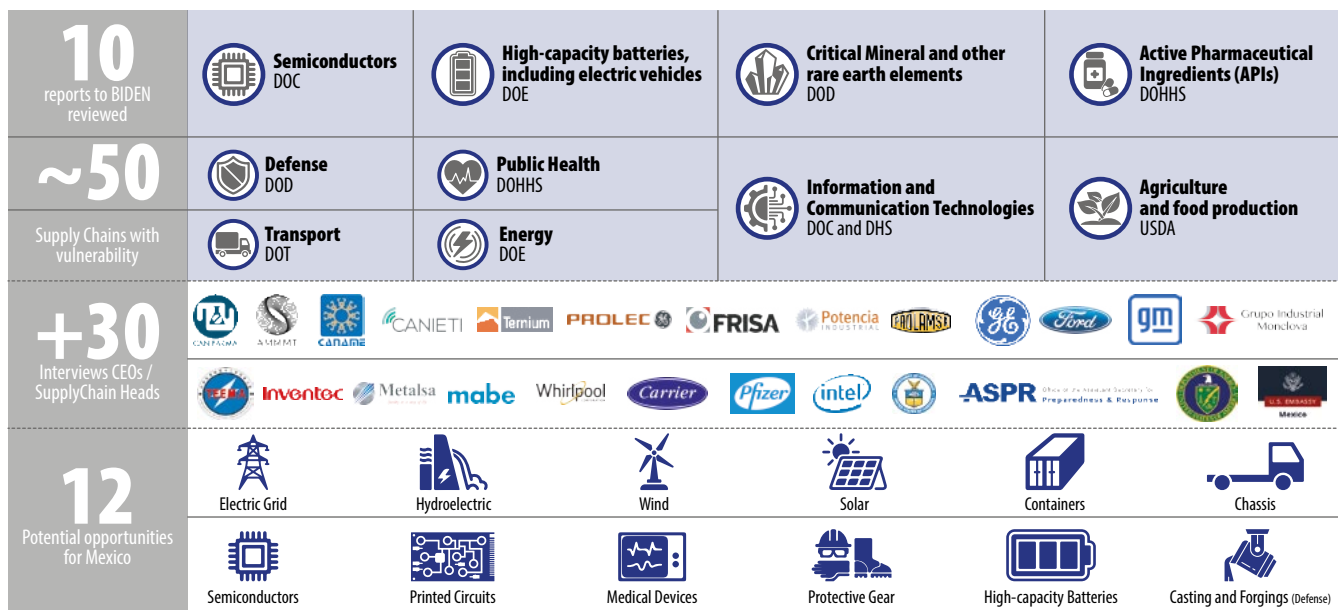 10
reports to BIDEN
reviewed
Semiconductors
DOC
High-capacity batteries,
including electric vehicles
DOE
Critical Mineral and other
rare earth elements
DOD
Active Pharmaceutical
Ingredients (APIs)
DOHHS
~50
Supply Chains with
vulnerability
Defense
DOD
Public Health
DOHHS
Information and
Communication Technologies
DOC and DHS
Agriculture
and food production
USDA
Transport
DOT
Energy
DOE
+30
Interviews CEOs /
SupplyChain Heads
AMMMT
CANAME
CANIETI
Ternium
PROLEC
FRISA
Potencia
INDUSTRIAL
GE
Ford
gm
Grupo Industrial
Monclova
Inventec
Metalsa
mabe
Whirlpool
Carrier
Pfizer
intel
ASPR
Office of the Assistant Secretary for
Preparedness & Response
U.S. EMBASSY
Mexico
12
Potential opportunities
for Mexico
Electric Grid
Hydroelectric
Wind
Solar
Containers
Chassis
Semiconductors
Printed Circuits
Medical Devices
Protective Gear
High-capacity Batteries
Casting and Forgings (Defense)